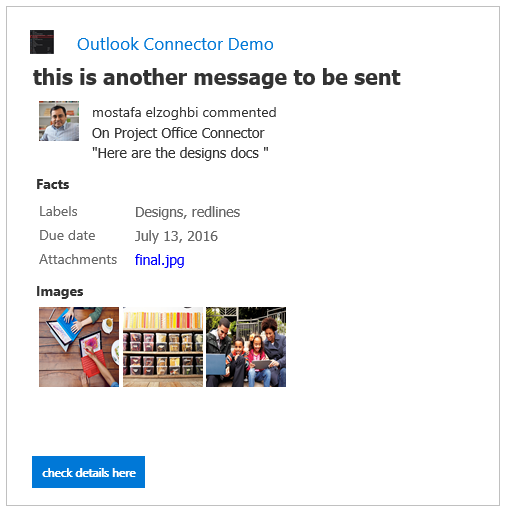 Outlook Connector Demo
this is another message to be sent
mostafa elzoghbi commented
On Project Office Connector
"Here are the designs docs "
Facts
Labels Designs, redlines
Due date July 13, 2016
Attachments final.jpg
Images
check details here